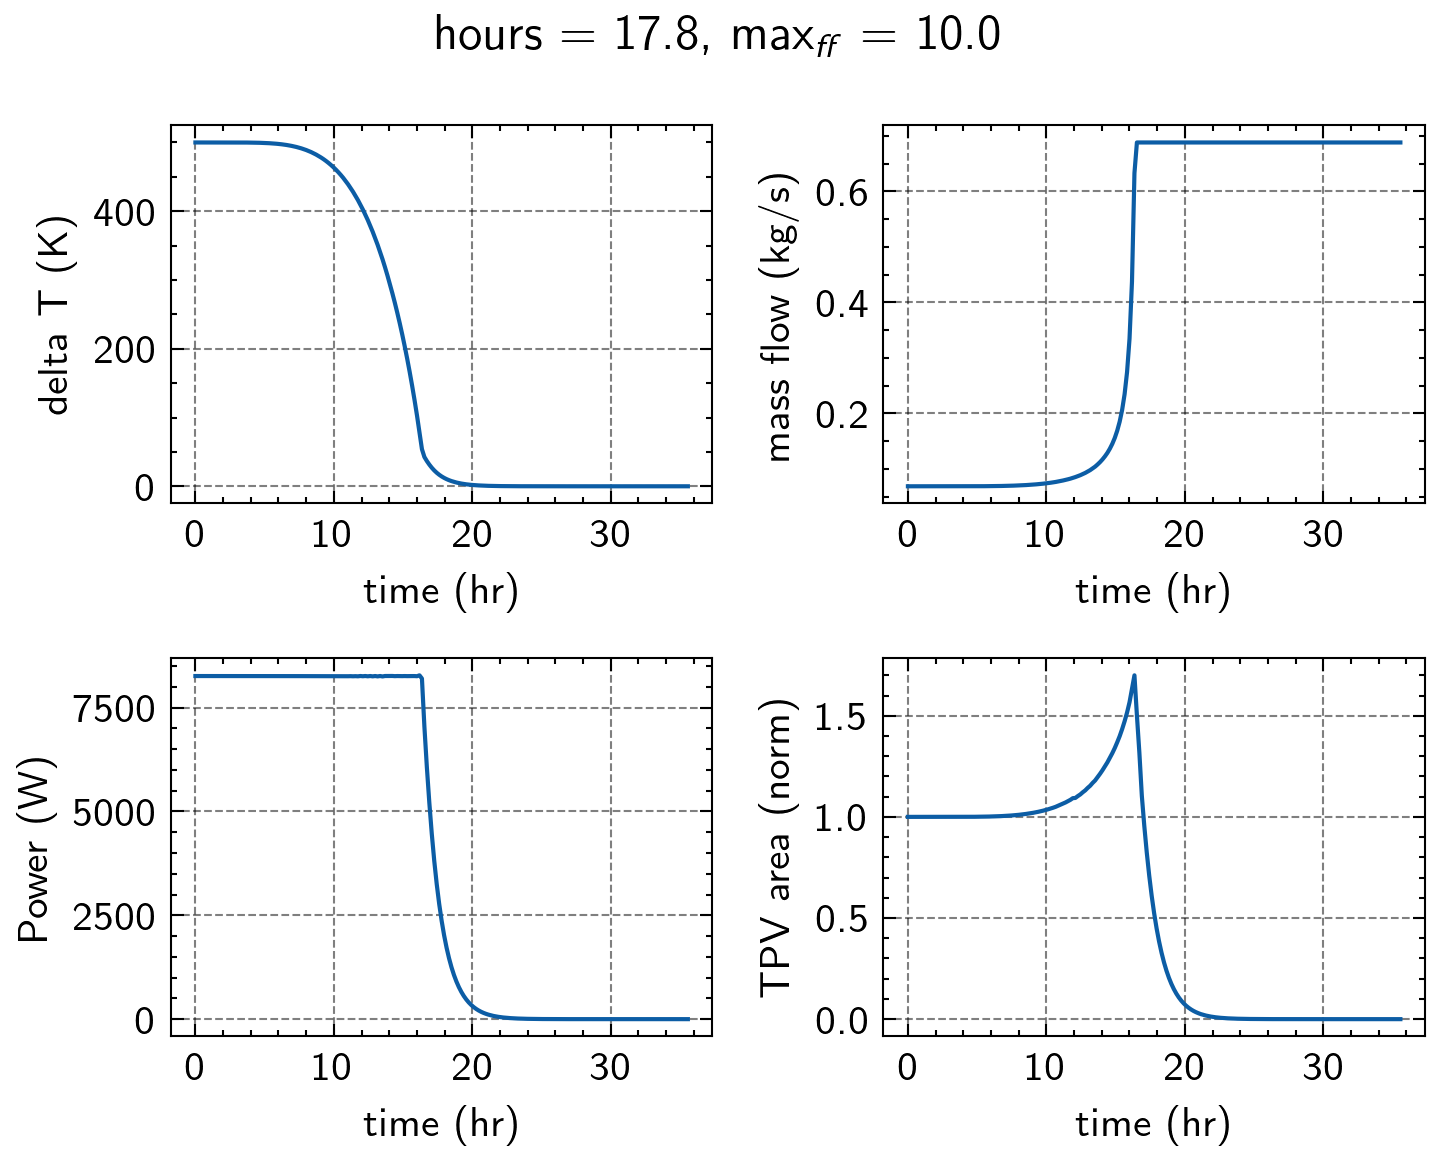 hours = 17.8, max_ff = 10.0
delta T (K)
400
200
0
0 10 20 30
time (hr)
mass flow (kg/s)
0.6
0.4
0.2
0 10 20 30
time (hr)
Power (W)
7500
5000
2500
0
0 10 20 30
time (hr)
TPV area (norm)
1.5
1.0
0.5
0.0
0 10 20 30
time (hr)